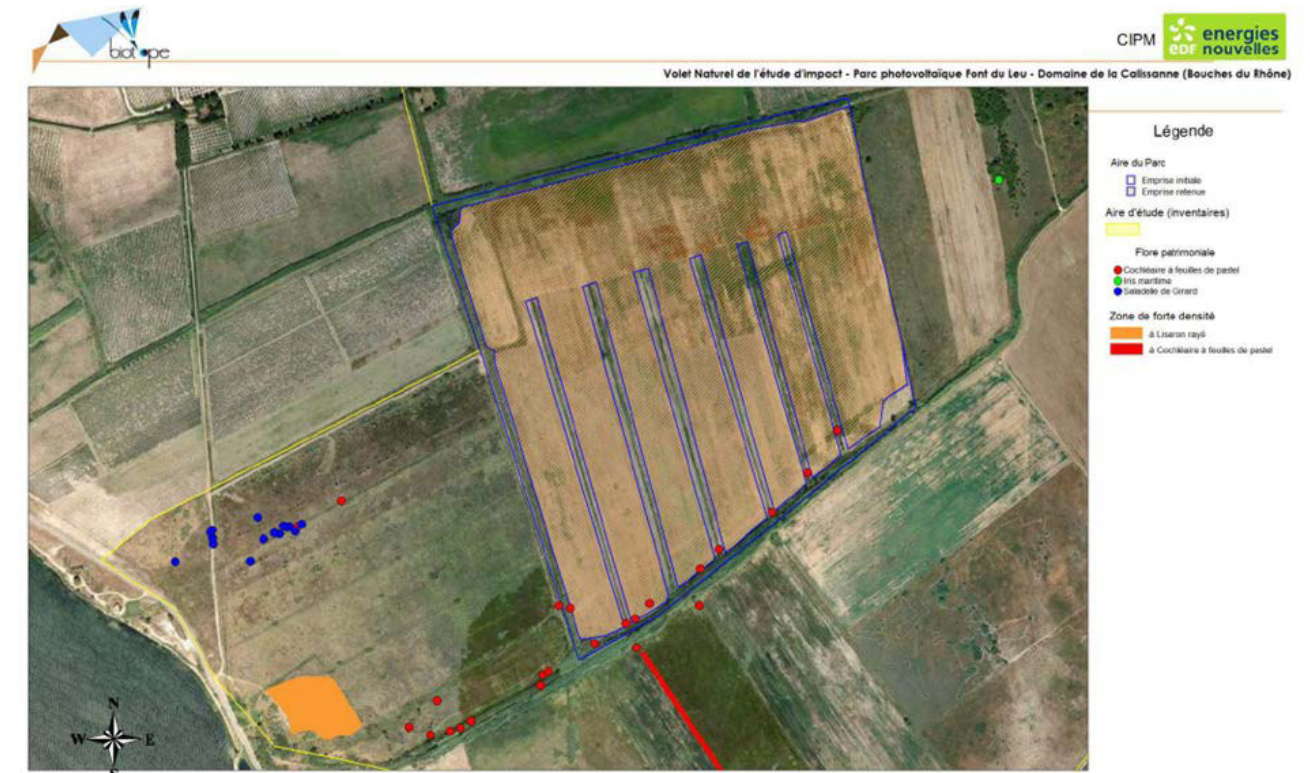 biotope
CIPM
edf energies nouvelles
Volet Naturel de l'étude d'impact - Parc photovoltaïque Font du Leu - Domaine de la Calissanne (Bouches du Rhône)
Légende
Aire du Parc
Emprise initiale
Emprise retenue
Aire d'étude (inventaires)
Flore patrimoniale
Cochléaire à feuilles de pastel
Iris maritime
Saladelle de Girard
Zone de forte densité
à Liseron rayé
à Cochléaire à feuilles de pastel
N
W E
S